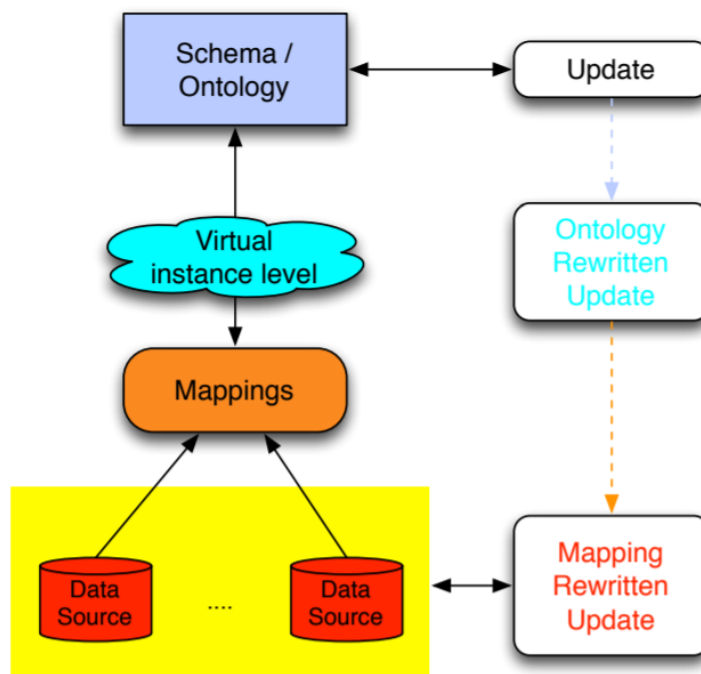 Schema /
Ontology
Update
Virtual
instance level
Ontology
Rewritten
Update
Mappings
Data
Source
....
Data
Source
Mapping
Rewritten
Update